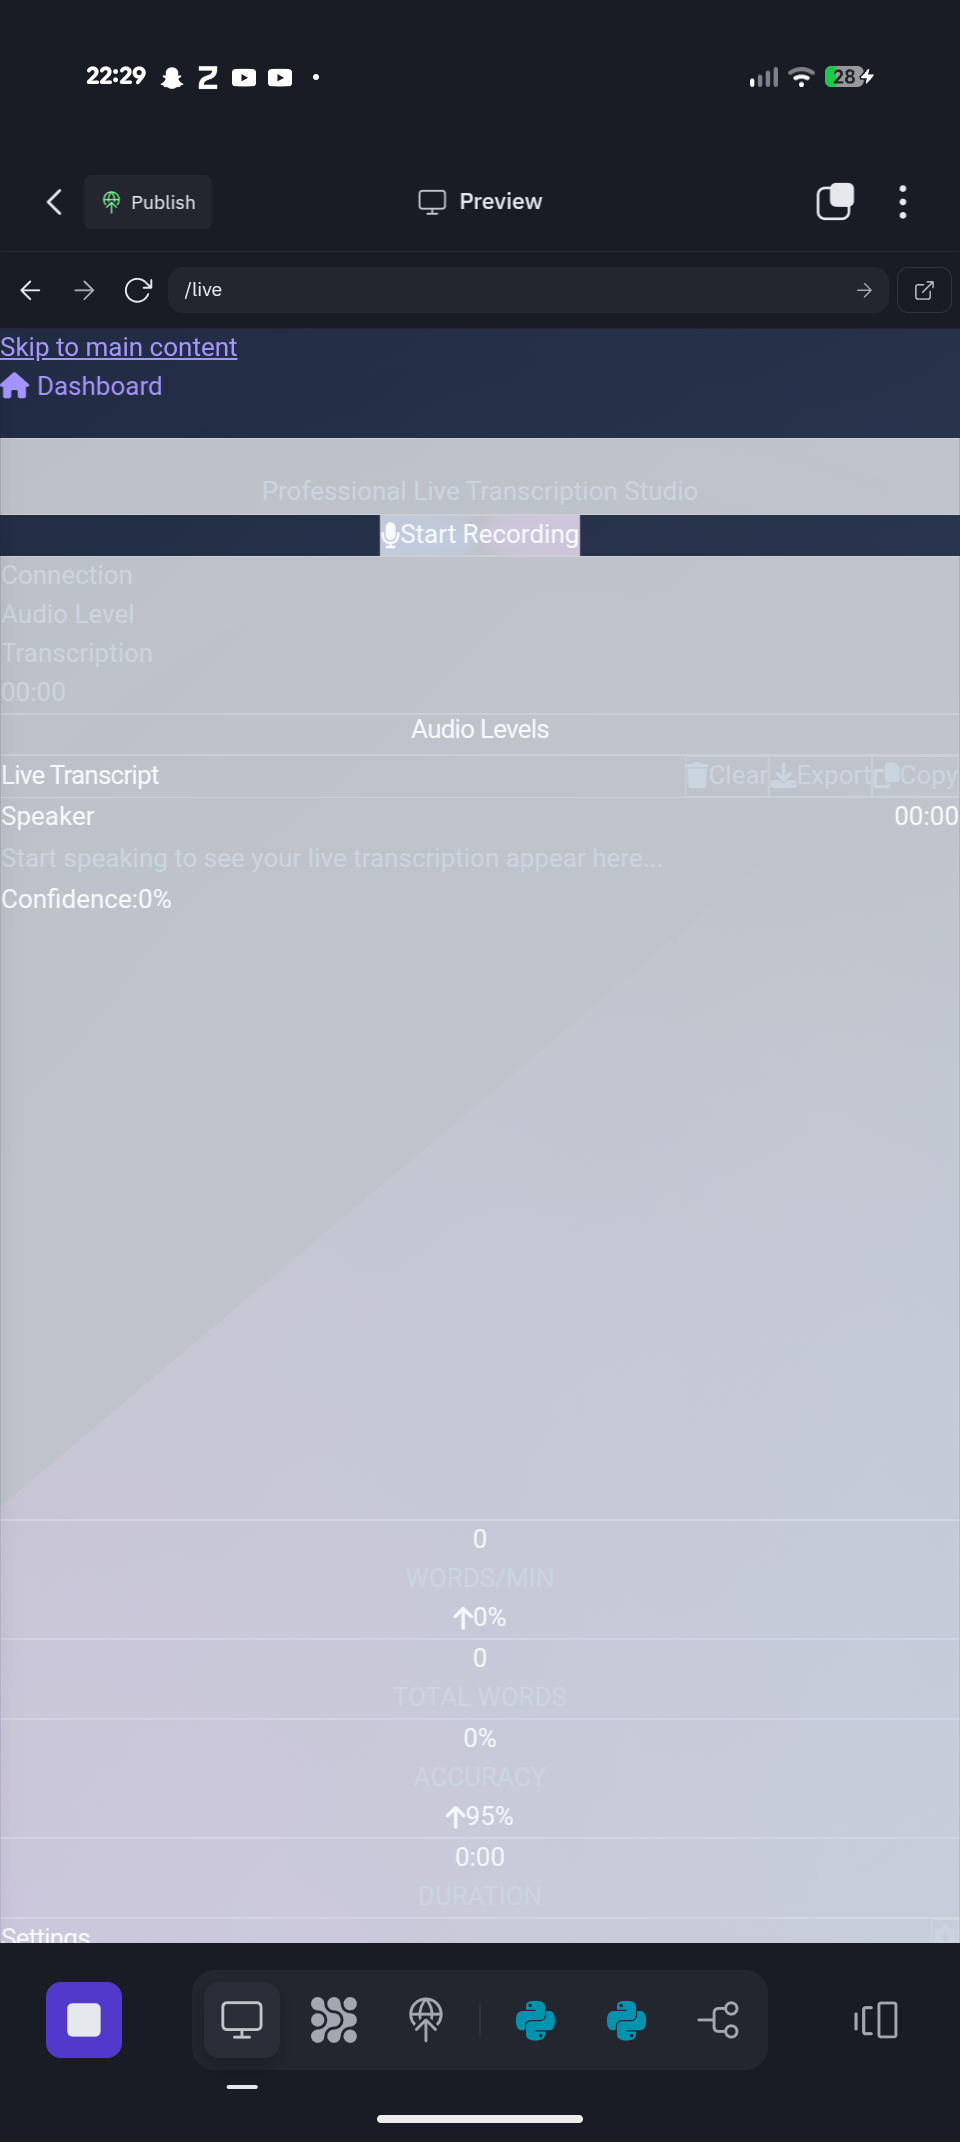 22:29
28
Publish
Preview
/live
Skip to main content
Dashboard
Professional Live Transcription Studio
Start Recording
Connection
Audio Level
Transcription
00:00
Audio Levels
Live Transcript Clear Export Copy
Speaker 00:00
Start speaking to see your live transcription appear here...
Confidence:0%
0
WORDS/MIN
0%
0
TOTAL WORDS
0%
ACCURACY
95%
0:00
DURATION
Settings